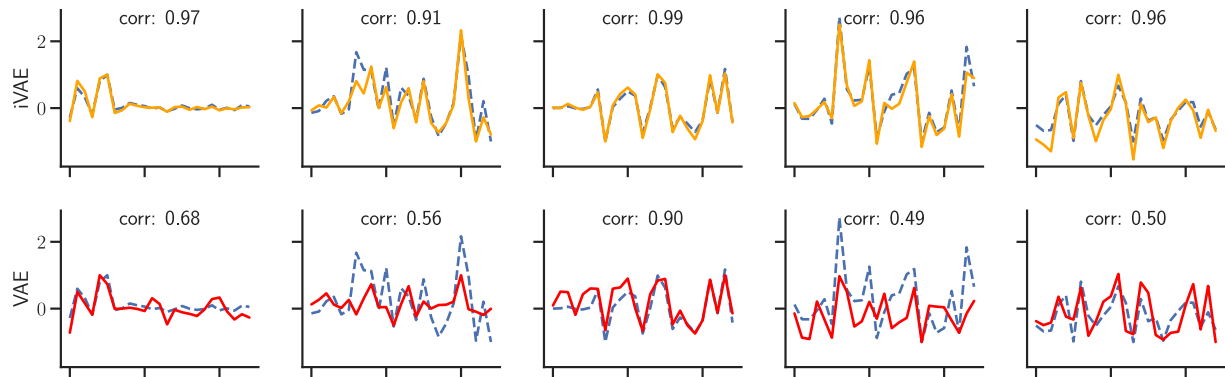 corr: 0.97
corr: 0.91
corr: 0.99
corr: 0.96
corr: 0.96
iVAE
2
0
corr: 0.68
corr: 0.56
corr: 0.90
corr: 0.49
corr: 0.50
VAE
2
0